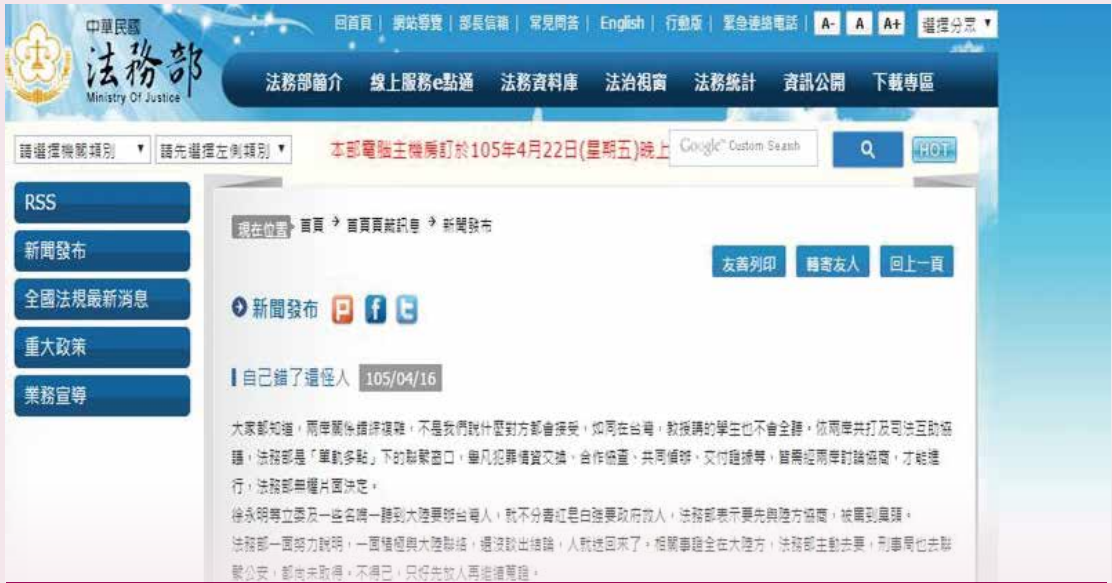 中華民國
法務部
Ministry Of Justice
回首頁 | 網站導覽 | 部長信箱 | 常見問答 | English | 行動版 | 緊急連絡電話 | A- A A+ 選擇分眾
法務部簡介 線上服務e點通 法務資料庫 法治視窗 法務統計 資訊公開 下載專區
請選擇機關類別 請先選擇左側類別 本部電腦主機房訂於105年4月22日(星期五)晚上 Google™ Custom Search HOT
RSS
新聞發布
全國法規最新消息
重大政策
業務宣導
現在位置 首頁 → 首頁頁籤訊息 → 新聞發布
友善列印 轉寄友人 回上一頁
新聞發布
自己錯了還怪人 105/04/16
大家都知道,兩岸關係錯綜複雜,不是我們說什麼對方都會接受,如同在台灣,教授講的學生也不會全聽。依兩岸共打及司法互助協
議,法務部是「單軌多點」下的聯繫窗口,舉凡犯罪情資交換、合作協查、共同偵辦、交付證據等,皆需經兩岸討論協商,才能進
行,法務部無權片面決定。
徐永明等立委及一些名嘴一聽到大陸要辦台灣人,就不分青紅皂白強要政府救人,法務部表示要先與陸方協商,被罵到臭頭。
法務部一面努力說明,一面積極與大陸聯絡,還沒談出結論,人就送回來了。相關事證全在大陸方,法務部主動去要,刑事局也去聯
繫公安,都尚未取得,不得已,只好先放人再繼續蒐證。